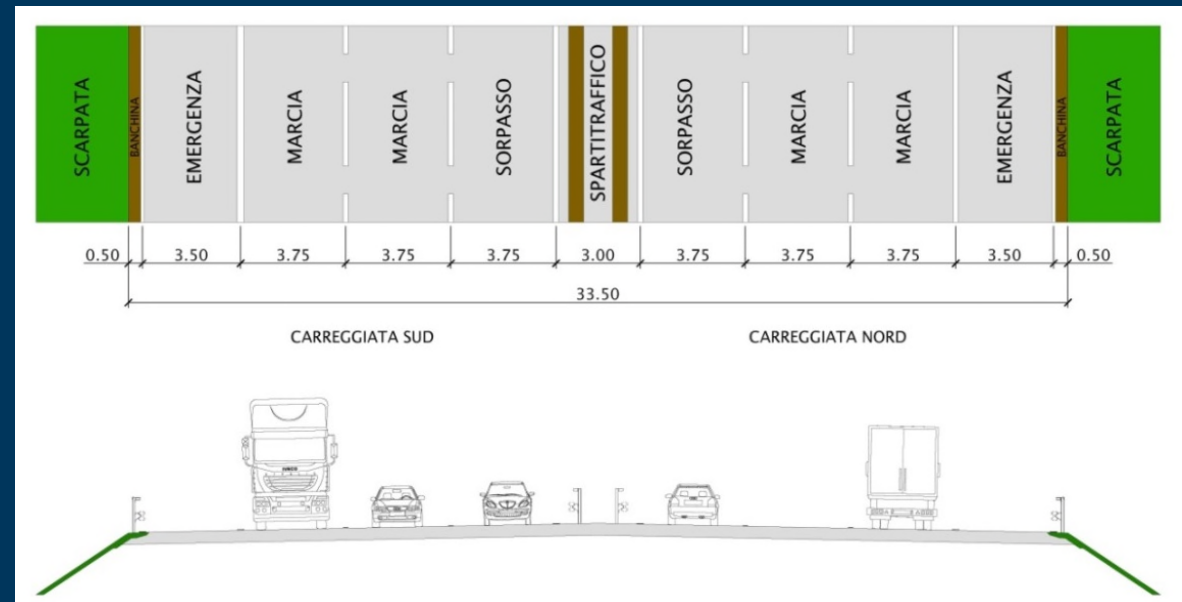 SCARPATA
BANCHINA
EMERGENZA
MARCIA
MARCIA
SORPASSO
SPARTITRAFFICO
SORPASSO
MARCIA
MARCIA
EMERGENZA
BANCHINA
SCARPATA
0.50 3.50 3.75 3.75 3.75 3.00 3.75 3.75 3.75 3.50 0.50
33.50
CARREGGIATA SUD CARREGGIATA NORD